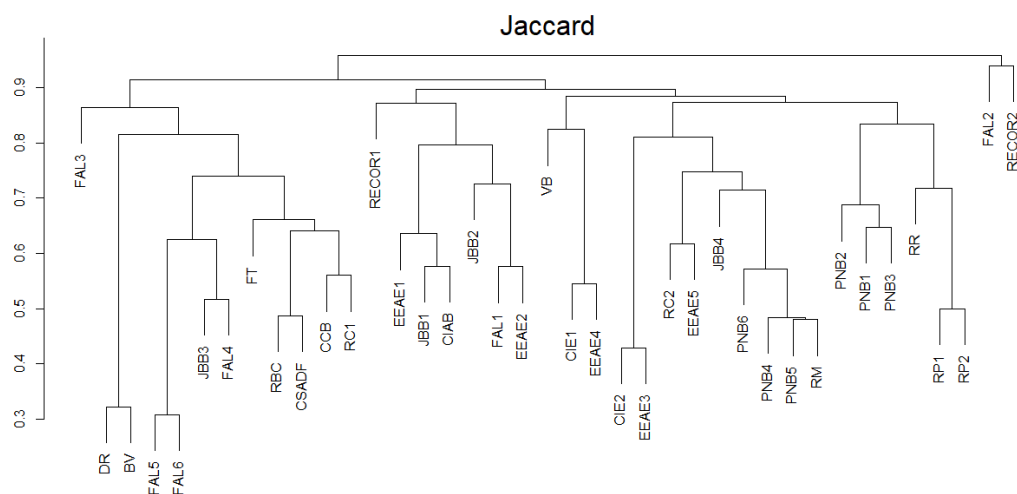 Jaccard
0.9
0.8
0.7
0.6
0.5
0.4
0.3
FAL3
DR
BV
FAL5
FAL6
JBB3
FAL4
FT
RBC
CSADF
CCB
RC1
RECOR1
EEAE1
JBB1
CIAB
JBB2
FAL1
EEAE2
VB
CIE1
EEAE4
CIE2
EEAE3
RC2
EEAE5
JBB4
PNB6
PNB4
PNB5
RM
PNB2
PNB1
PNB3
RR
RP1
RP2
FAL2
RECOR2